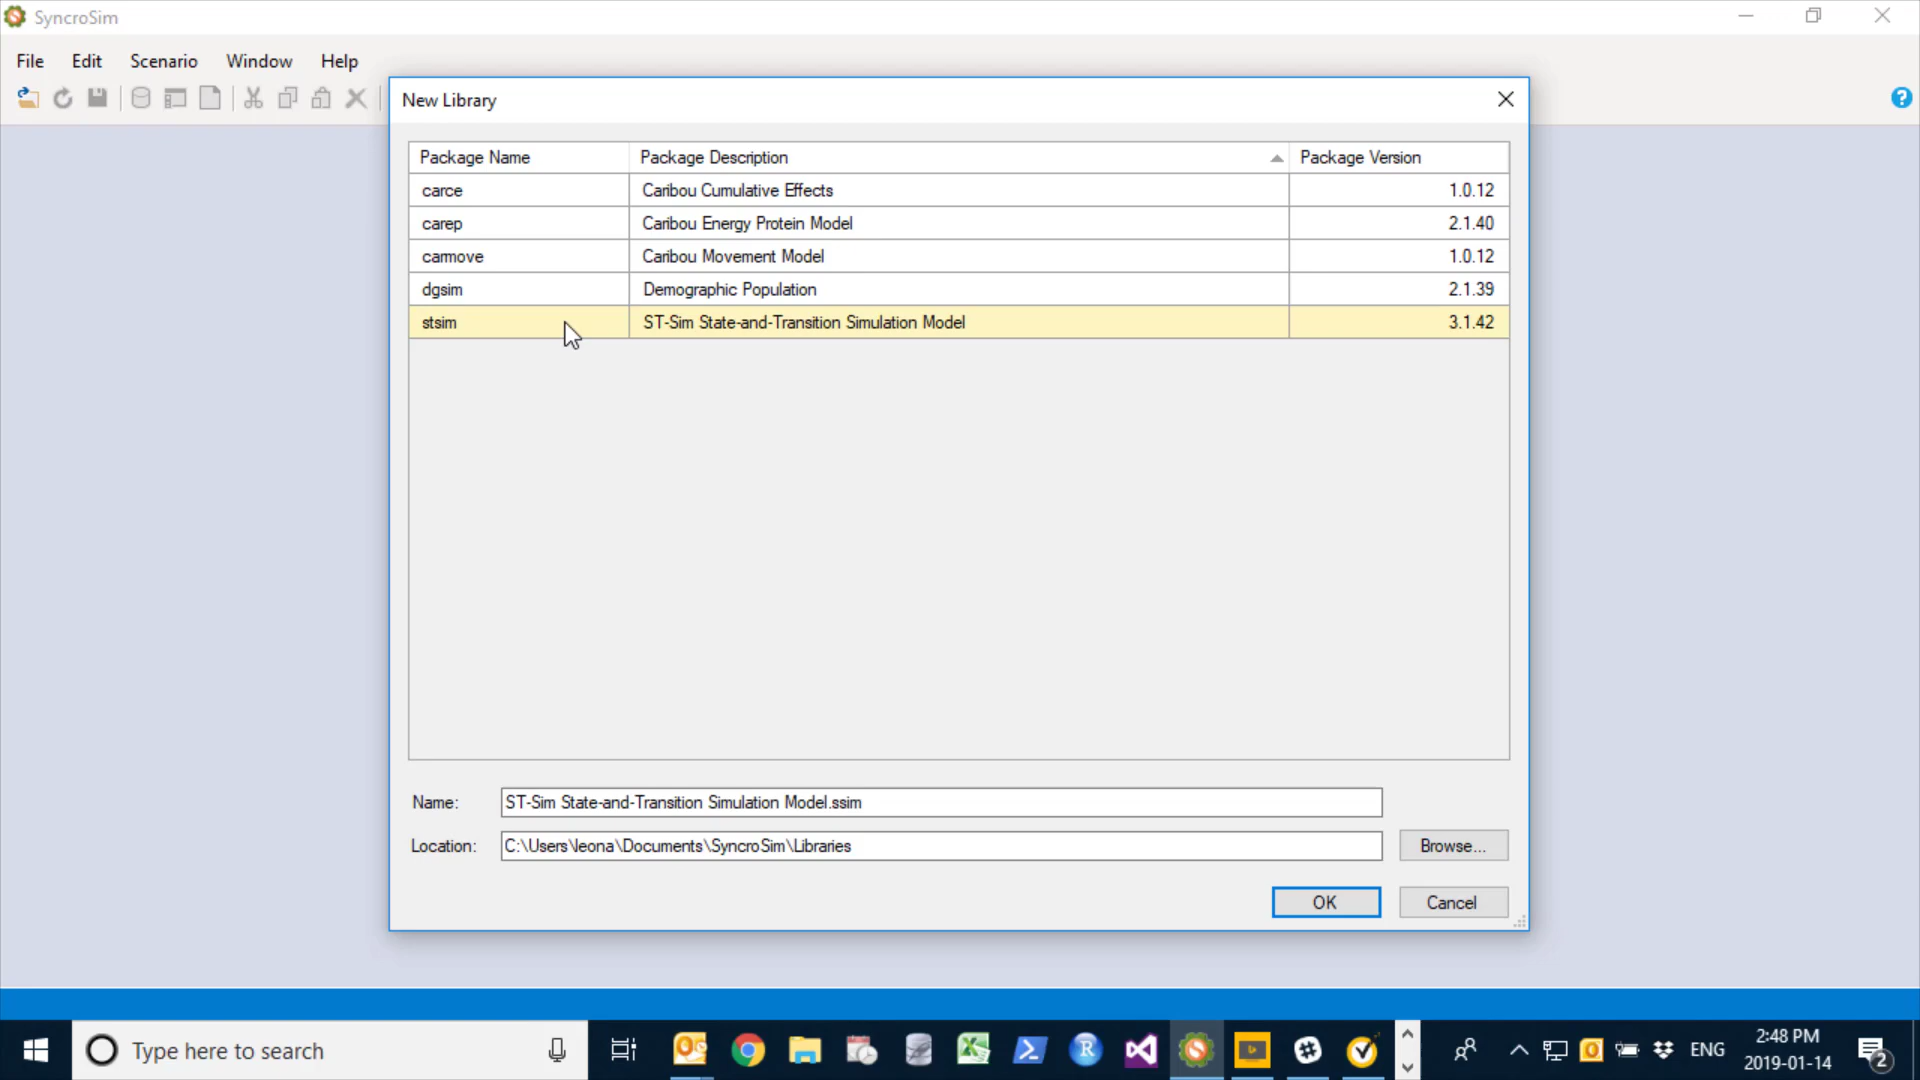 SyncroSim
File Edit Scenario Window Help
New Library
Package Name Package Description Package Version
carce Caribou Cumulative Effects 1.0.12
carep Caribou Energy Protein Model 2.1.40
carmove Caribou Movement Model 1.0.12
dgsim Demographic Population 2.1.39
stsim ST-Sim State-and-Transition Simulation Model 3.1.42
Name: ST-Sim State-and-Transition Simulation Model.ssim
Location: C:\Users\leona\Documents\SyncroSim\Libraries Browse...
OK Cancel
Type here to search
ENG
2:48 PM
2019-01-14
2